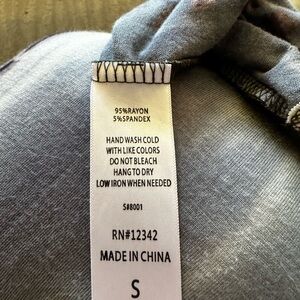 95%RAYON
5%SPANDEX
HAND WASH COLD
WITH LIKE COLORS
DO NOT BLEACH
HANG TO DRY
LOW IRON WHEN NEEDED
S#8001
RN#12342
MADE IN CHINA
S